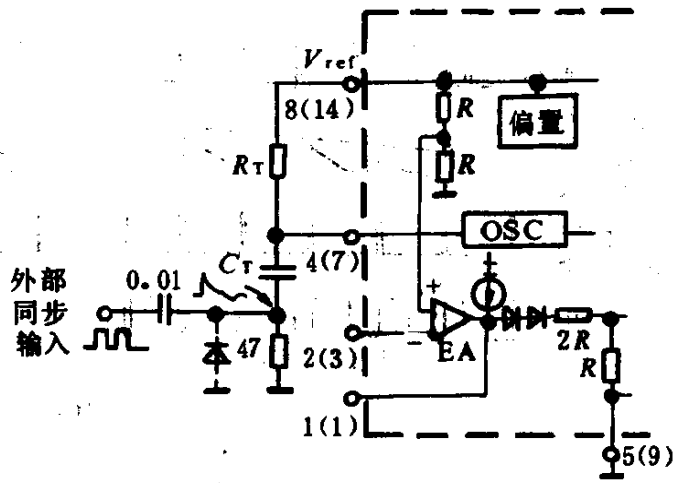 Vref
8(14)
R
偏置
RT
R
OSC
CT
4(7)
外部
同步
输入
0.01
+
+
−
47
2(3)
EA
2R
R
1(1)
5(9)